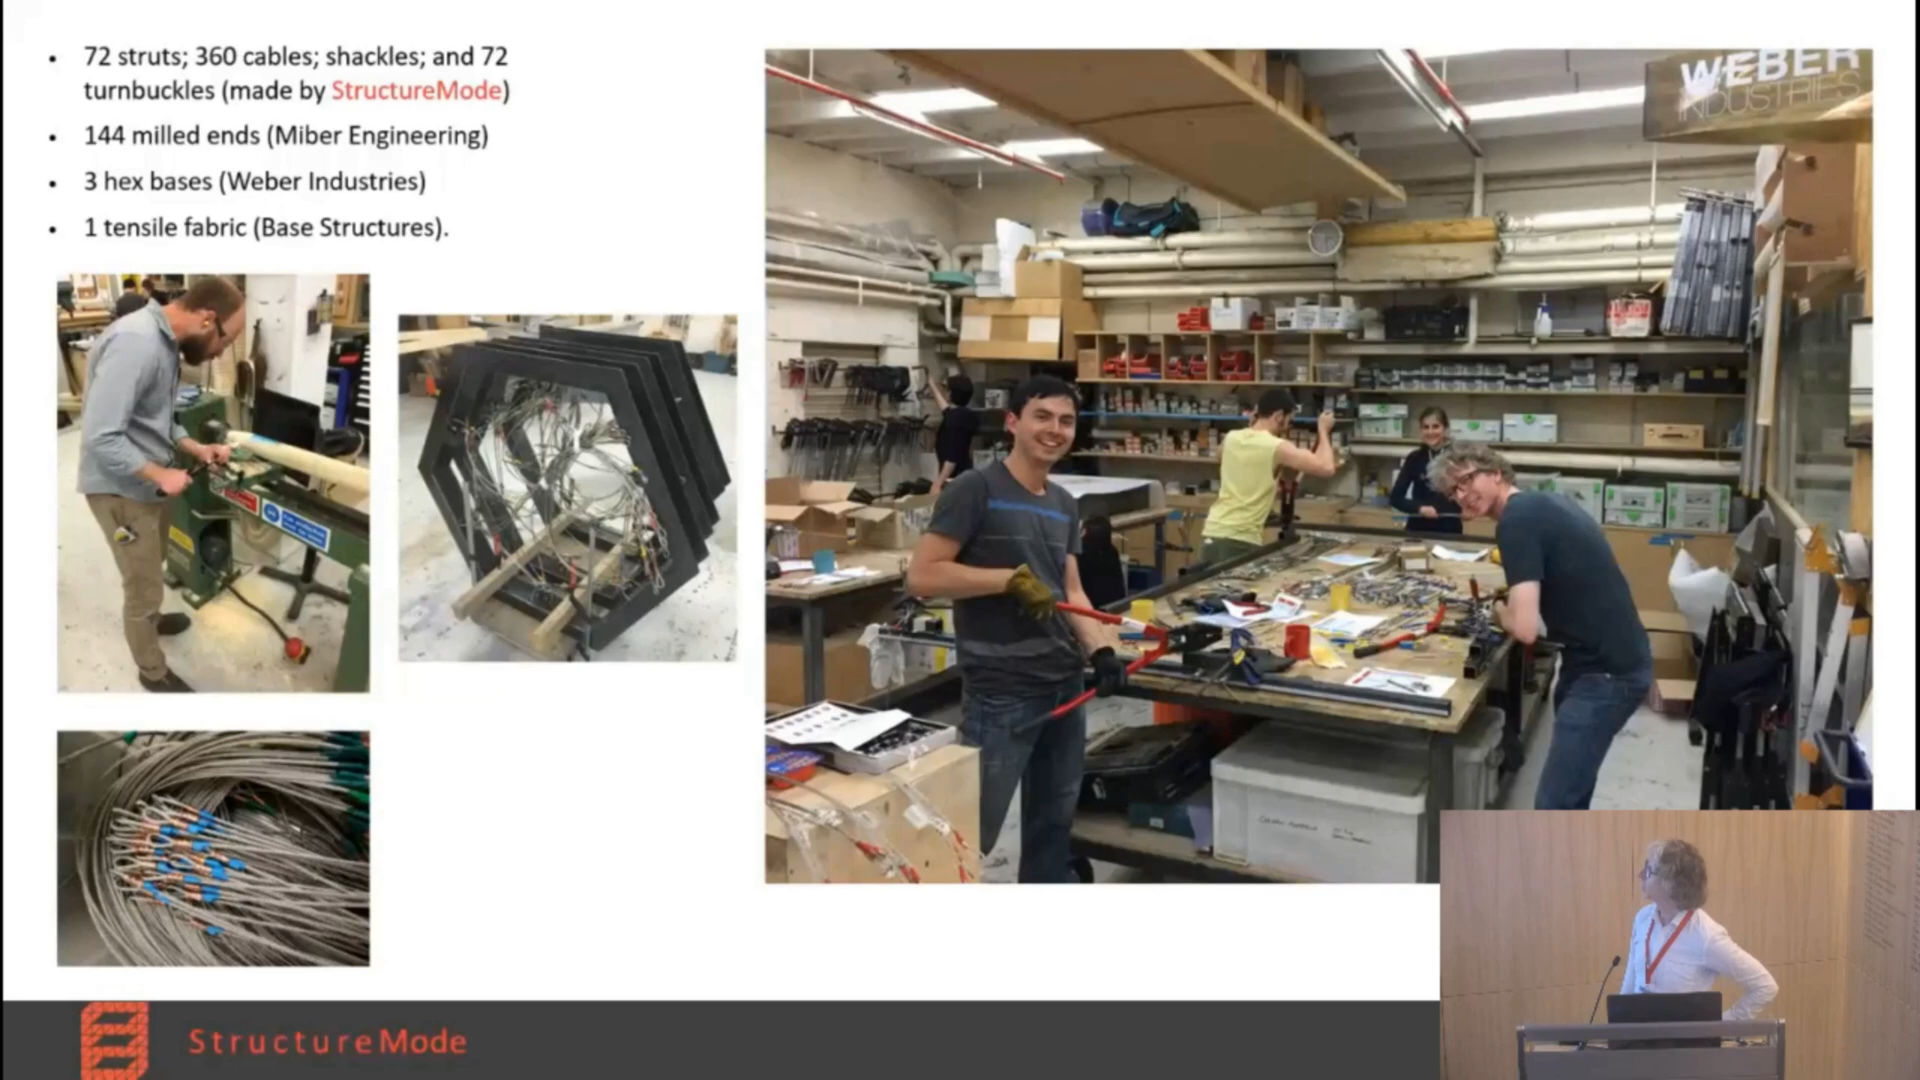 72 struts; 360 cables; shackles; and 72
turnbuckles (made by StructureMode)
144 milled ends (Miber Engineering)
3 hex bases (Weber Industries)
1 tensile fabric (Base Structures).
WEBER
INDUSTRIES
StructureMode